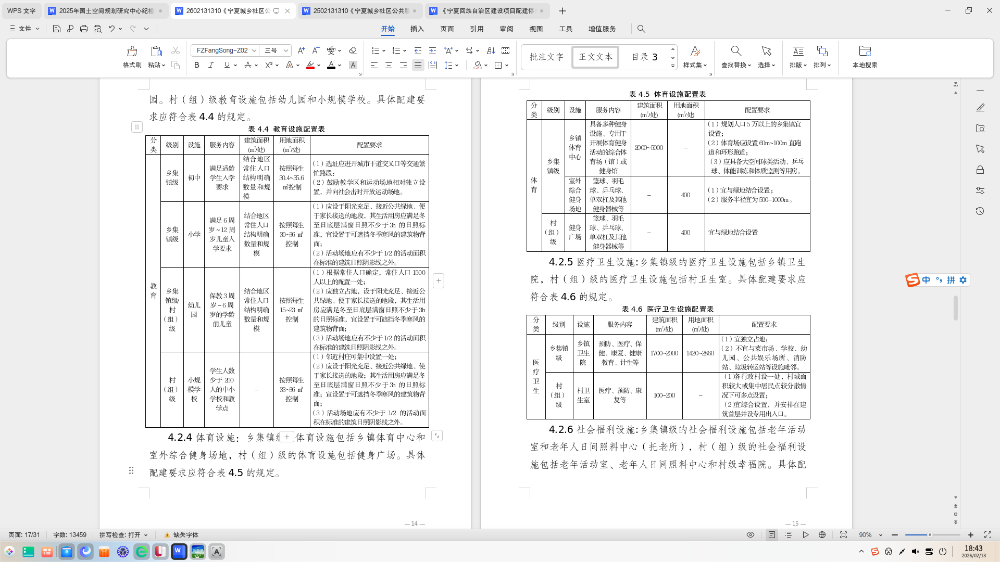 WPS 文字
2025年国土空间规划研究中心纪检
2602131310《宁夏城乡社区公
2502131310《宁夏城乡社区公共服
《宁夏回族自治区建设项目配建停
文件
开始 插入 页面 引用 审阅 视图 工具 增值服务
格式刷 粘贴
FZFangSong-Z02 三号
批注文字 正文文本 目录 3
样式集 查找替换 选择 排版 排列 本地搜索
园。村（组）级教育设施包括幼儿园和小规模学校。具体配建要
求应符合表 4.4 的规定。
表 4.4 教育设施配置表
分类 级别 设施 服务内容 建筑面积(㎡/处) 用地面积(㎡/处) 配置要求
教育
乡集镇级 初中 满足适龄学生入学要求 结合地区常住人口结构明确数量和规模 按照每生30.4~35.6㎡控制
（1）选址应进开城市干道交叉口等交通繁
忙路段；
（2）鼓励教学区和运动场地相对独立设
置，并向社会击时开放运动场地。
乡集镇级 小学 满足 6 周岁~12 周岁儿童入学要求 结合地区常住人口结构明确数量和规模 按照每生30~36 ㎡控制
（1）应设于阳光充足、接近公共绿地、便
于家长接送的地段，其生活用房应满足冬
至日底层满窗日照不少于3h 的日照标
准，宜设置于可遮挡冬季寒风的建筑物背
面；
（2）活动场地应有不少于 1/2 的活动面积
在标准的建筑日照阴影线之外。
乡集镇级/村（组）级 幼儿园 保教 3 周岁~6 周岁的学龄前儿童 结合地区常住人口结构明确数量和规模 按照每生15~23 ㎡控制
（1）根据常住人口确定，常住人口 1500
人以上的配置一处；
（2）应独立占地，设于阳光充足、接近公
共绿地、便于家长接送的地段，其生活用
房应满足冬至日底层满窗日照不少于3h
的日照标准，宜设置于可遮挡冬季寒风的
建筑物背面；
（3）活动场地应有不少于 1/2 的活动面积
在标准的建筑日照阴影线之外。
村（组）级 小规模学校 学生人数少于 200人的中小学校和教学点 – 按照每生33~36 ㎡控制
（1）邻近村庄可集中设置一处；
（2）应设于阳光充足、接近公共绿地、使
于家长接送的地段；其生活用房应满足冬
至日底层满窗日照不少于3h 的日照标
准；宜设置于可遮挡冬季寒风的建筑物背
面；
（3）活动场地应有不少于 1/2 的活动面
积在标准的建筑日照阴影线之外。
4.2.4 体育设施：乡集镇级 体育设施包括乡镇体育中心和
室外综合健身场地，村（组）级的体育设施包括健身广场。具体
配建要求应符合表 4.5 的规定。
— 14 —
表 4.5 体育设施配置表
分类 级别 设施 服务内容 建筑面积(㎡/处) 用地面积(㎡/处) 配置要求
体育
乡集镇级 乡镇体育中心 具备多种健身设施、专用于开展体育健身活动的综合体育场（馆）或健身馆 2000~5000 –
（1）规划人口 5 万以上的乡集镇宜
设置；
（2）体育场应设置 60m~100m 直跑
道和环形跑道；
（3）应具备大空间球类活动、乒乓
球、体能训练和体质监测等用房。
室外综合健身场地 篮球、羽毛球、乒乓球、单双杠及其他健身器械等 – 400
（1）宜与绿地结合设置；
（2）服务半径宜为 500-1000m。
村（组）级 健身广场 篮球、羽毛球、乒乓球、单双杠及其他健身器械等 – 400 宜与绿地结合设置
4.2.5 医疗卫生设施:乡集镇级的医疗卫生设施包括乡镇卫生
院，村（组）级的医疗卫生设施包括村卫生室。具体配建要求应
符合表 4.6 的规定。
表 4.6 医疗卫生设施配置表
分类 级别 设施 服务内容 建筑面积(㎡/处) 用地面积(㎡/处) 配置要求
医疗卫生
乡集镇级 乡镇卫生院 预防、医疗、保健、康复、健康教育、计生等 1700~2000 1420~2860
（1）宜独立占地；
（2）不宜与菜市场、学校、幼
儿园、公共娱乐场所、消防
站、垃圾转运站等设施毗邻。
村（组）级 村卫生室 医疗、预防、康复等 100~200 –
（1)各行政村设一处，村域面
积较大或集中居民点较分散情
况下可多点设置；
（2)宜综合设置，并安排在建
筑首层并设专用出入口。
4.2.6 社会福利设施:乡集镇级的社会福利设施包括老年活动
室和老年人日间照料中心（托老所），村（组）级的社会福利设
施包括老年活动室、老年人日间照料中心和村级幸福院。具体配
— 15 —
中 拼
页面: 17/31 字数: 13459 拼写检查: 打开 缺失字体 90%
18:43
2026/02/13